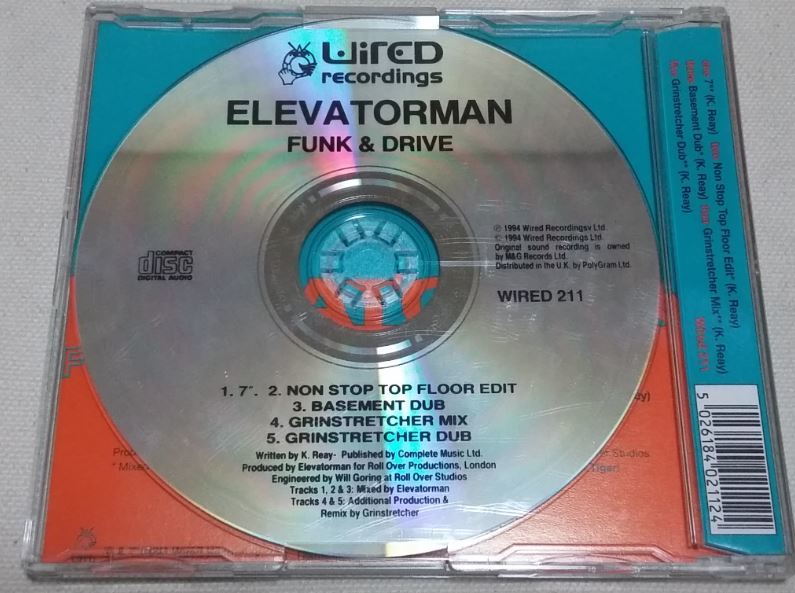 WIRED
recordings
ELEVATORMAN
FUNK & DRIVE
COMPACT
disc
DIGITAL AUDIO
℗ 1994 Wired Recordingsv Ltd.
© 1994 Wired Recordings Ltd.
Original sound recording is owned
by M&G Records Ltd.
Distributed in the U.K. by PolyGram Ltd.
WIRED 211
1. 7". 2. NON STOP TOP FLOOR EDIT
3. BASEMENT DUB
4. GRINSTRETCHER MIX
5. GRINSTRETCHER DUB
Written by K. Reay- Published by Complete Music Ltd.
Produced by Elevatorman for Roll Over Productions, London
Engineered by Will Goring at Roll Over Studios
Tracks 1, 2 & 3: Mixed by Elevatorman
Tracks 4 & 5: Additional Production &
Remix by Grinstretcher
7"* (K. Reay) two Non Stop Top Floor Edit* (K. Reay)
Basement Dub* (K. Reay) Grinstretcher Mix** (K. Reay)
Grinstretcher Dub** (K. Reay)
Wired 211
5 026184 021124
Studios